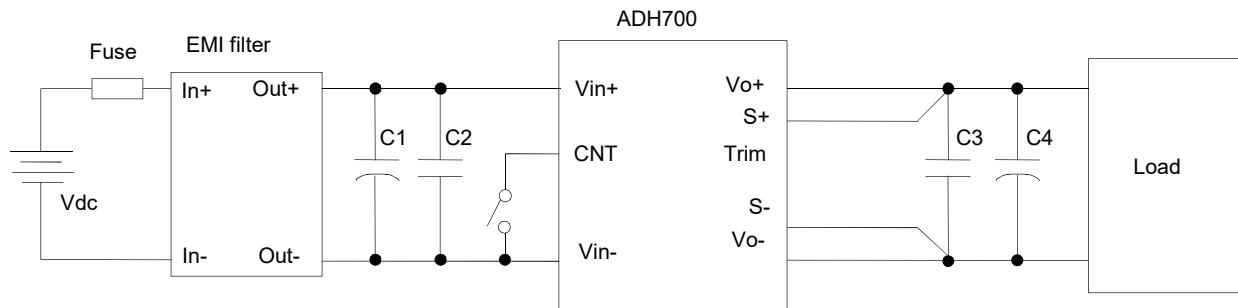 ADH700
Fuse
EMI filter
In+
Out+
Vin+
Vo+
S+
C1
C2
CNT
Trim
C3
C4
Load
Vdc
S-
Vo-
In-
Out-
Vin-